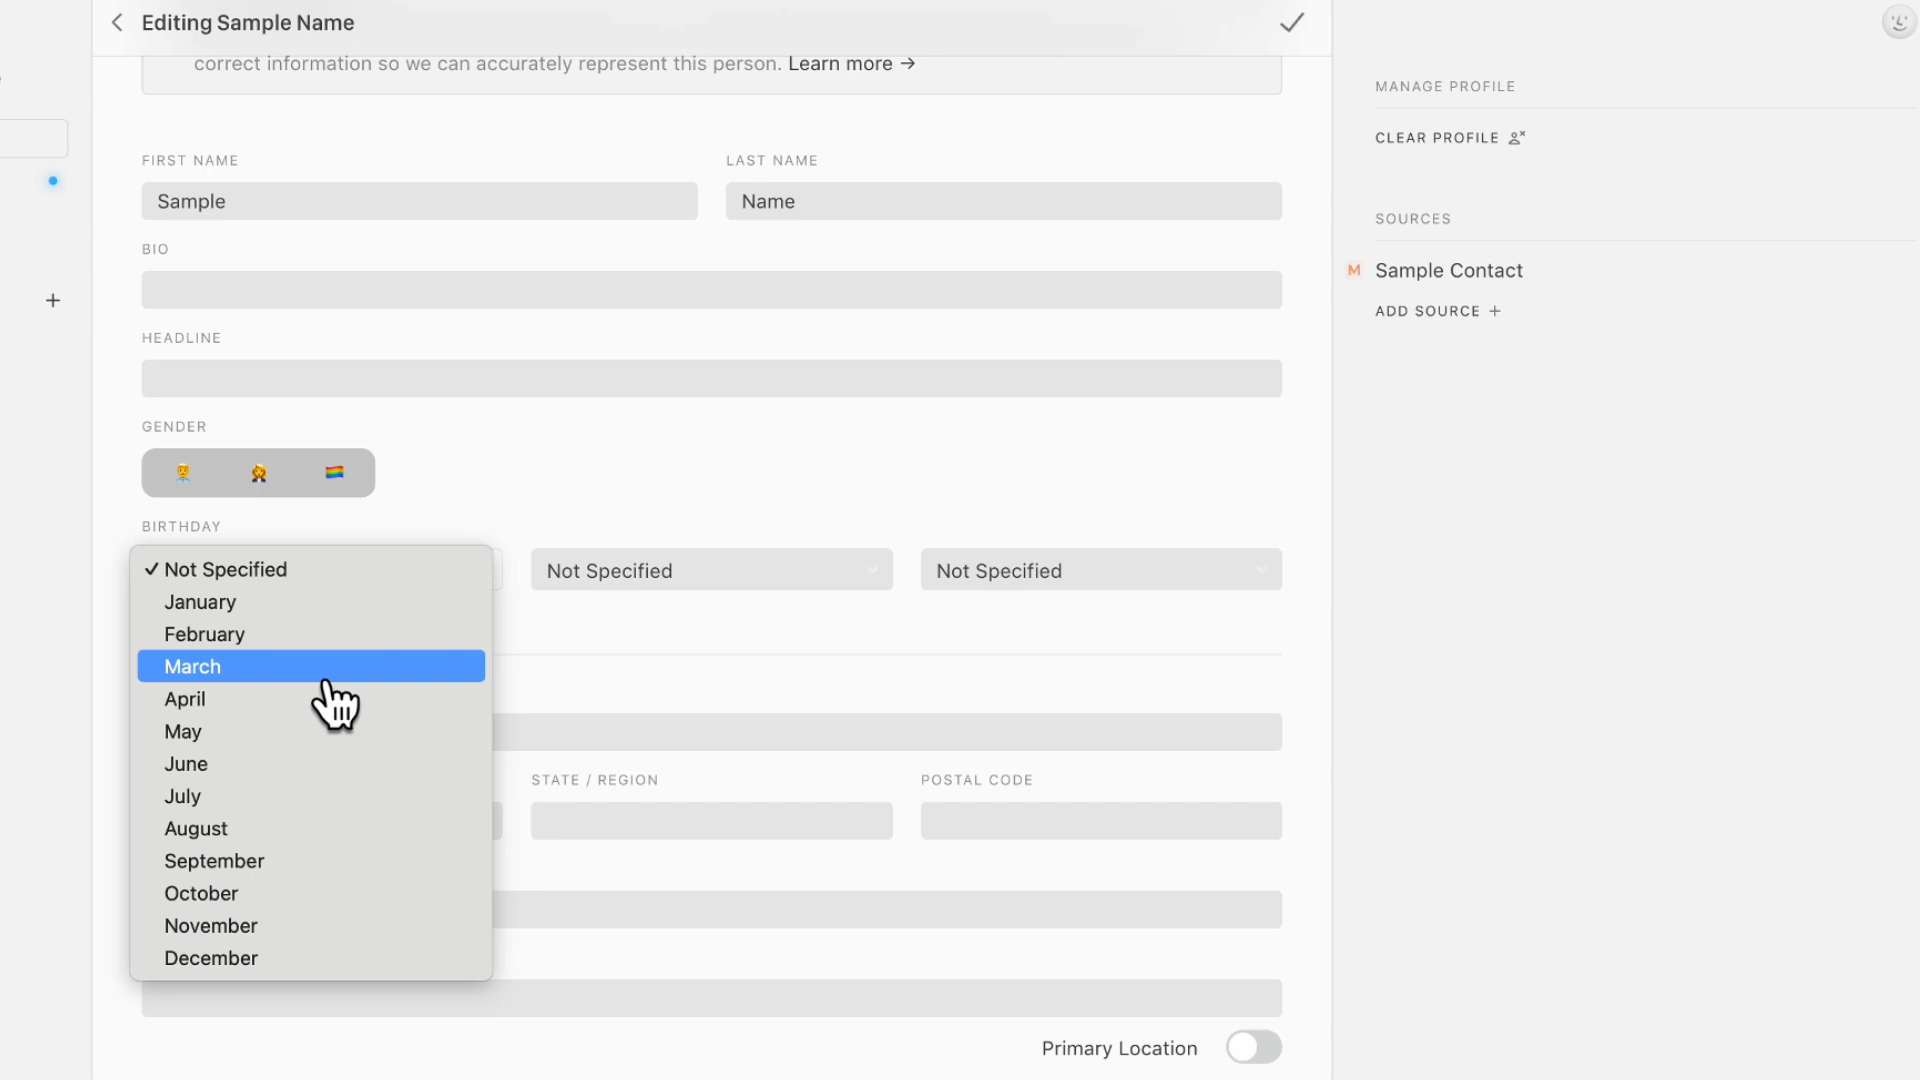 Editing Sample Name
correct information so we can accurately represent this person. Learn more →
FIRST NAME
LAST NAME
Sample
Name
BIO
HEADLINE
GENDER
BIRTHDAY
✓ Not Specified
January
February
March
April
May
June
July
August
September
October
November
December
Not Specified
Not Specified
STATE / REGION
POSTAL CODE
Primary Location
MANAGE PROFILE
CLEAR PROFILE
SOURCES
M Sample Contact
ADD SOURCE +